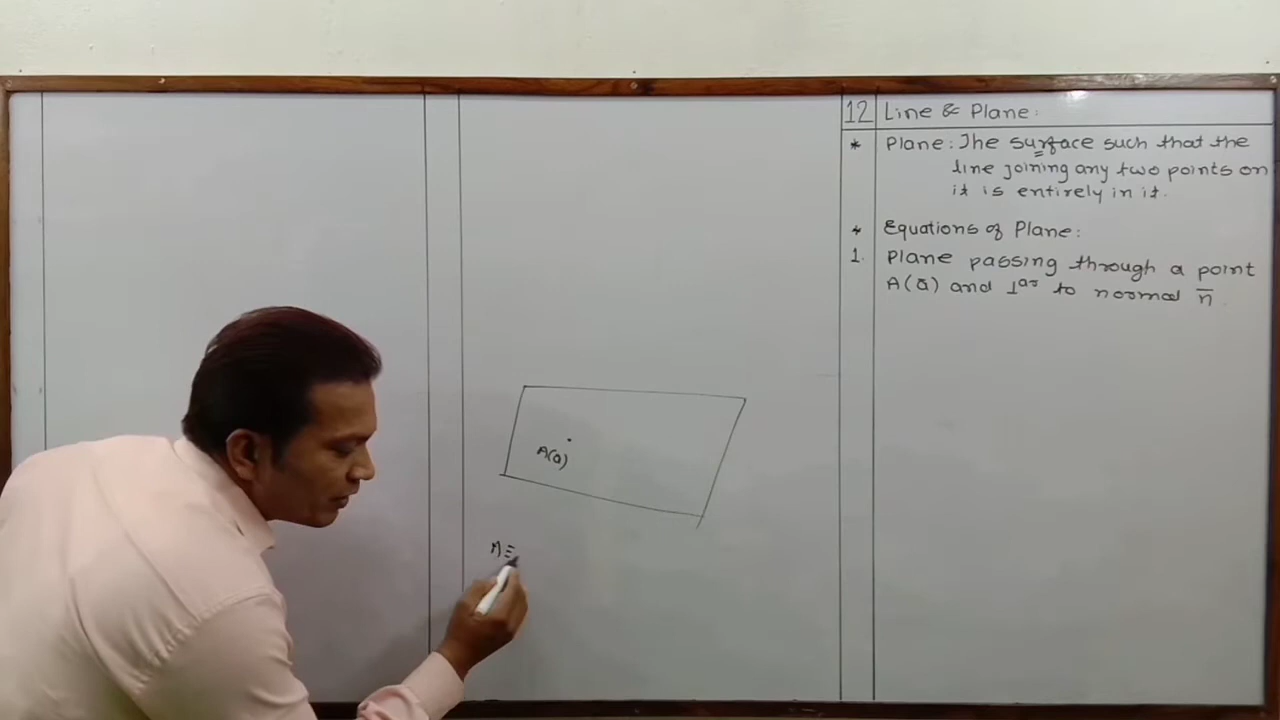 12 Line & Plane:
* Plane: The surface such that the
line joining any two points on
it is entirely in it.
* Equations of Plane:
1. Plane passing through a point
A(ā) and ⊥ar to normal n̄.
A(ā)